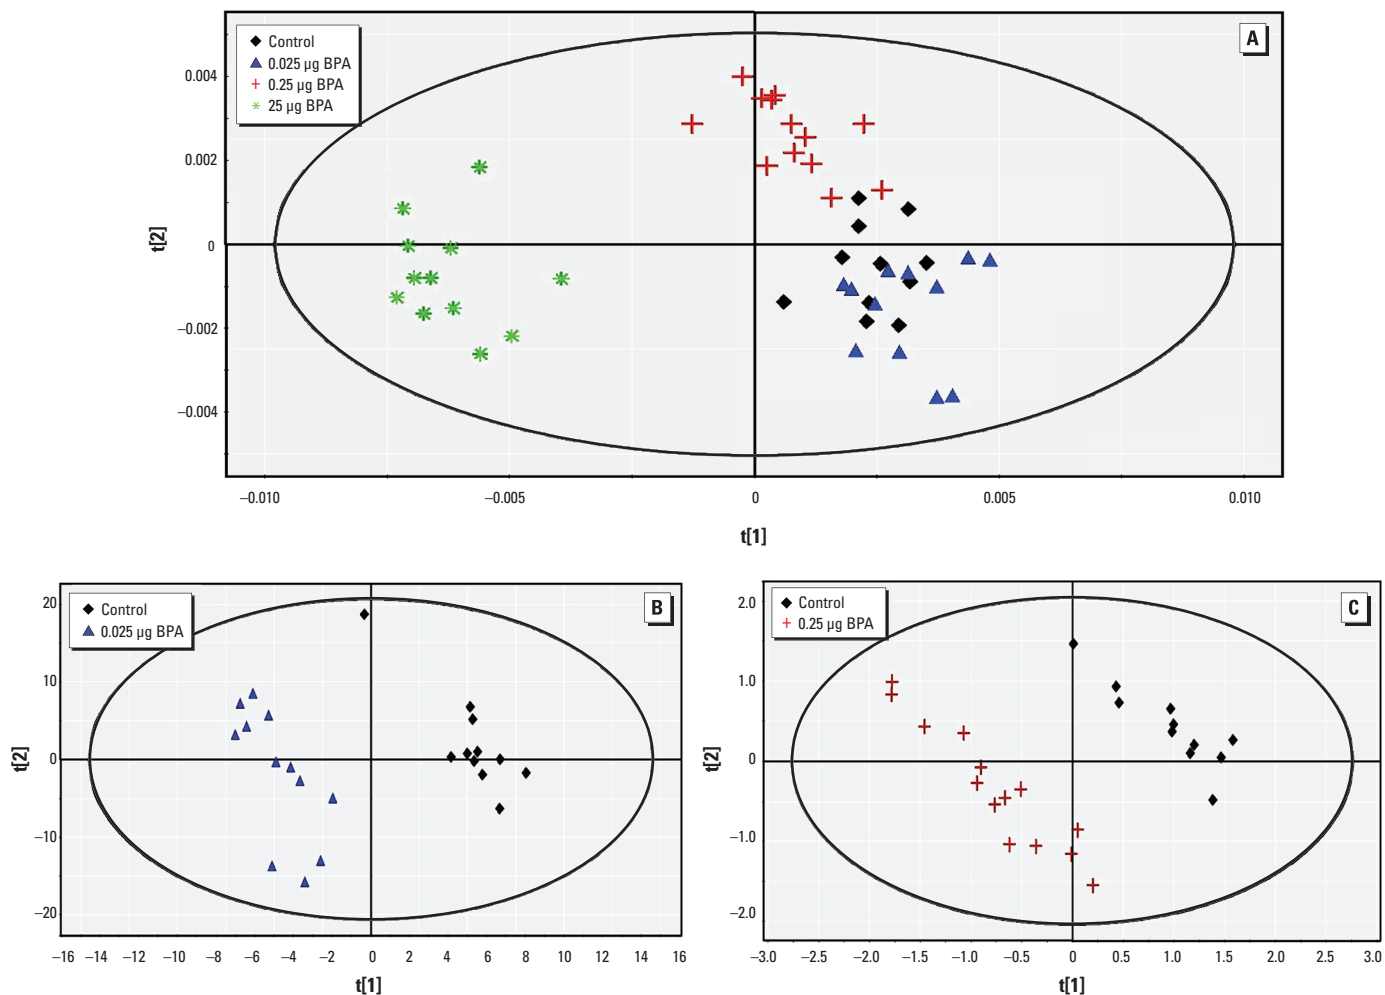 A
Control
0.025 µg BPA
0.25 µg BPA
25 µg BPA
0.004
0.002
0
−0.002
−0.004
t[2]
−0.010 −0.005 0 0.005 0.010
t[1]
B
Control
0.025 µg BPA
20
10
0
−10
−20
t[2]
−16 −14 −12 −10 −8 −6 −4 −2 0 2 4 6 8 10 12 14 16
t[1]
C
Control
0.25 µg BPA
2.0
1.0
0
−1.0
−2.0
t[2]
−3.0 −2.5 −2.0 −1.5 −1.0 −0.5 0 0.5 1.0 1.5 2.0 2.5 3.0
t[1]